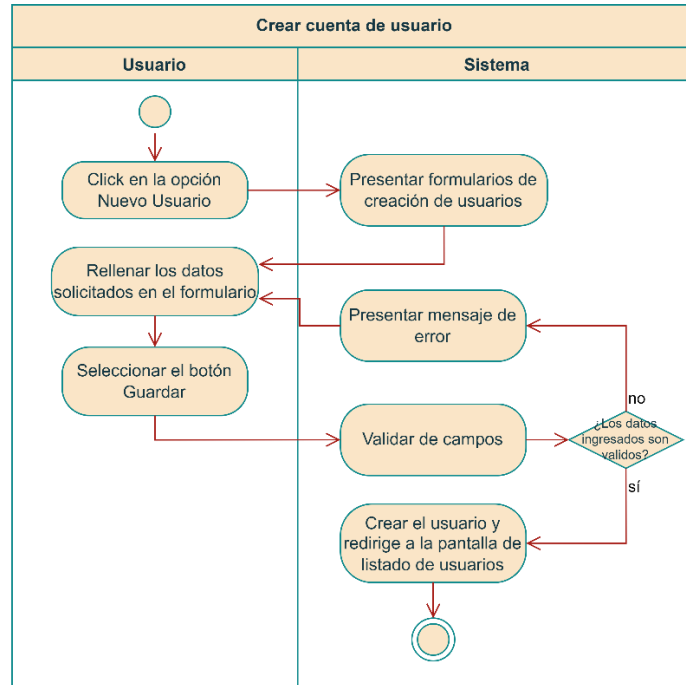 Crear cuenta de usuario
Usuario
Sistema
Click en la opción
Nuevo Usuario
Presentar formularios de
creación de usuarios
Rellenar los datos
solicitados en el formulario
Presentar mensaje de
error
Seleccionar el botón
Guardar
no
Validar de campos
¿Los datos
ingresados son
validos?
sí
Crear el usuario y
redirige a la pantalla de
listado de usuarios